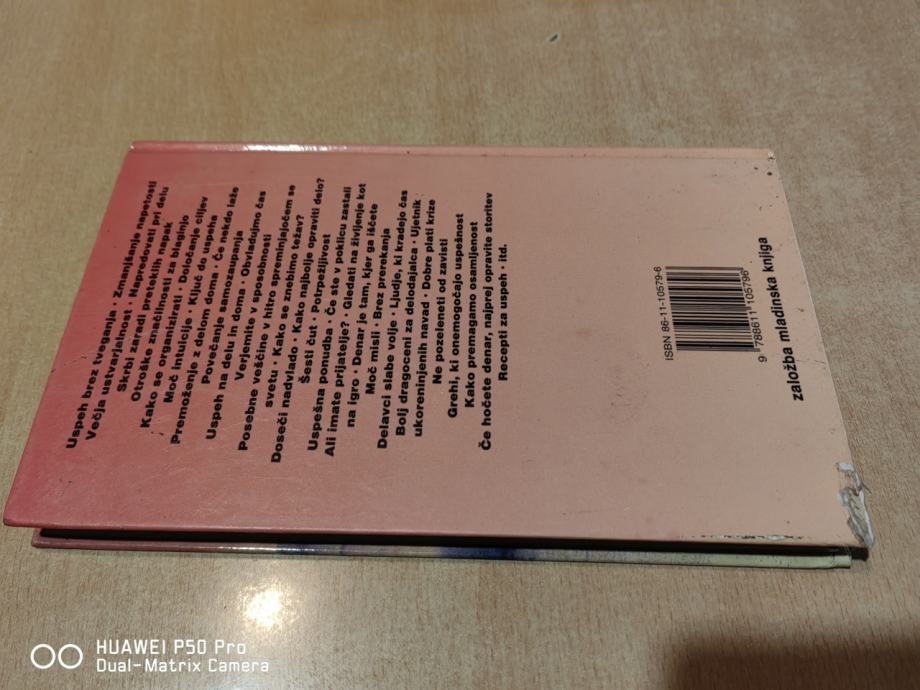 Uspeh brez tveganja · Zmanjšanje napetosti
Večja ustvarjalnost · Napredovati pri delu
Skrbi zaradi preteklih napak
Otroške značilnosti za blaginjo
Kako se organizirati · Določanje ciljev
Moč intuicije · Ključ do uspeha
Premoženje z delom doma · Če nekdo laže
Povečanje samozaupanja
Uspeh na delu in doma · Obvladujmo čas
Verjemite v sposobnosti
Posebne veščine v hitro spreminjajočem se
svetu · Kako se znebimo težav?
Doseči nadvlado · Kako najbolje opraviti delo?
Šesti čut · Potrpežljivost
Uspešna ponudba · Če ste v poklicu zastali
Ali imate prijatelje? · Gledati na življenje kot
na igro · Denar je tam, kjer ga iščete
Moč misli · Brez prerekanja
Delavci slabe volje · Ljudje, ki kradejo čas
Bolj dragoceni za delodajalca · Ujetnik
ukoreninjenih navad · Dobre plati krize
Ne pozeleneti od zavisti
Grehi, ki onemogočajo uspešnost
Kako premagamo osamljenost
Če hočete denar, najprej opravite storitev
Recepti za uspeh · itd.
ISBN 86-11-10579-6
9 788611 105796
založba mladinska knjiga
HUAWEI P50 Pro
Dual-Matrix Camera